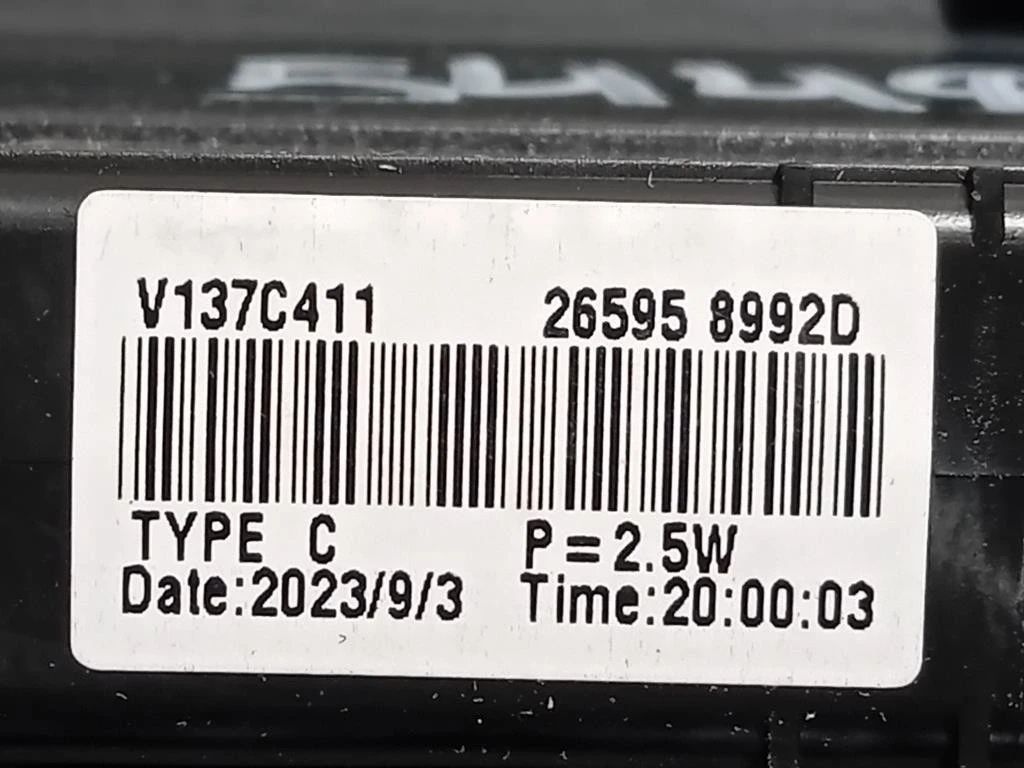 V137C411 26595 8992D
TYPE C P=2.5W
Date:2023/9/3 Time:20:00:03